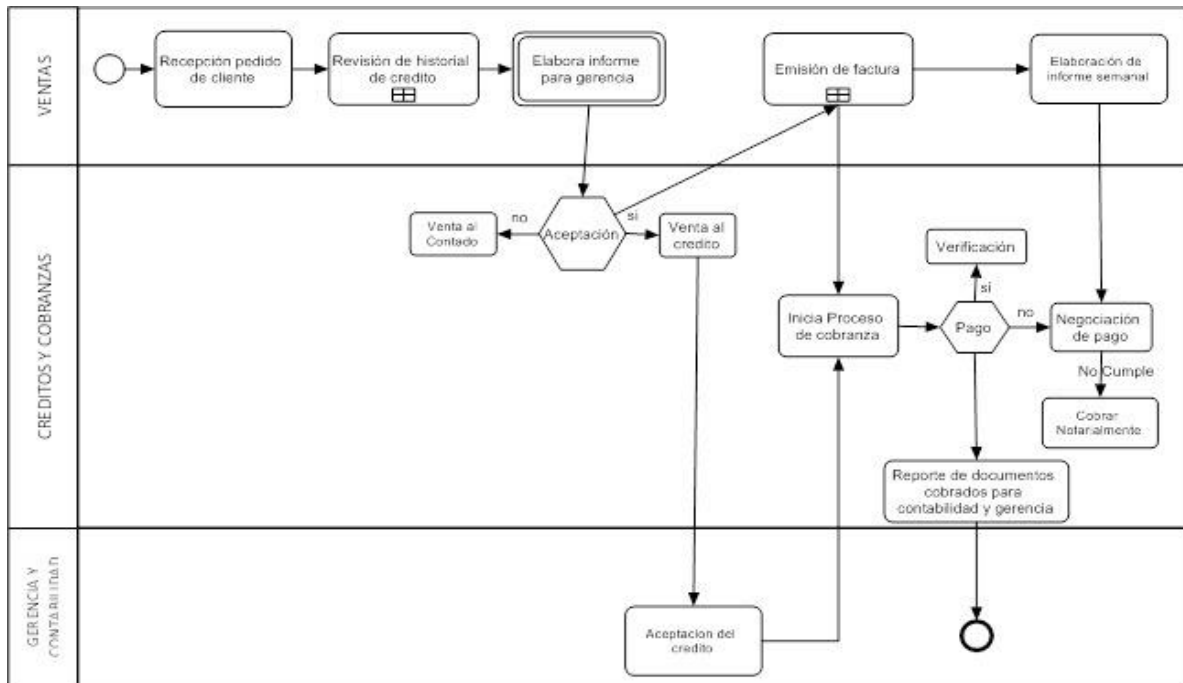 VENTAS
Recepción pedido
de cliente
Revisión de historial
de credito
Elabora informe
para gerencia
Emisión de factura
Elaboración de
informe semanal
CREDITOS Y COBRANZAS
Venta al
Contado
no
Aceptación
si
Venta al
credito
Verificación
sí
Inicia Proceso
de cobranza
Pago
no
Negociación
de pago
No Cumple
Cobrar
Notarialmente
Reporte de documentos
cobrados para
contabilidad y gerencia
GERENCIA Y
CONTABILIDAD
Aceptacion del
credito